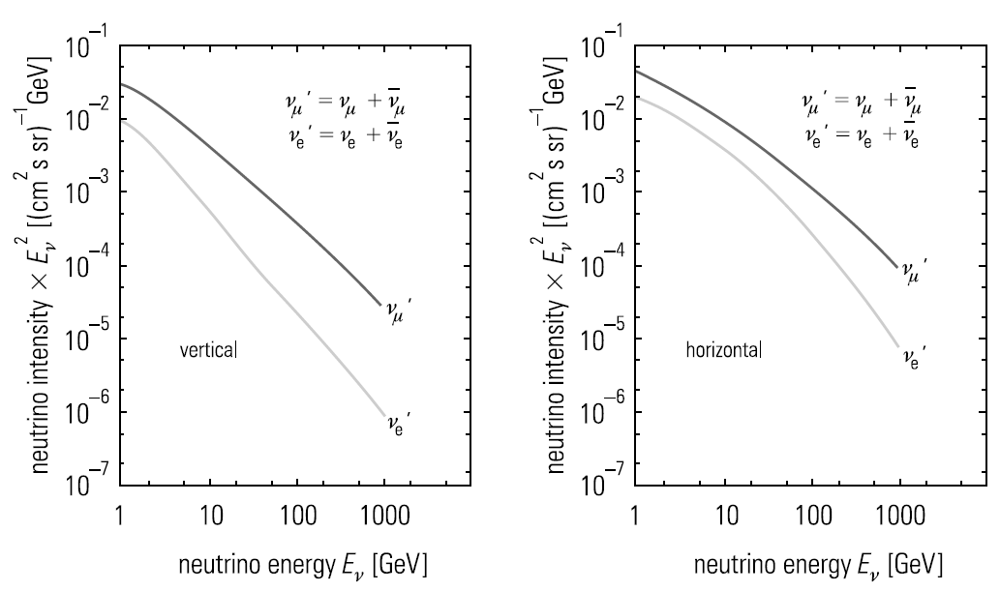 neutrino intensity × E_ν^2 [(cm^2 s sr)^−1 GeV]
10^−1
10^−2
10^−3
10^−4
10^−5
10^−6
10^−7
ν_μ′ = ν_μ + ν̅_μ
ν_e′ = ν_e + ν̅_e
ν_μ′
vertical
ν_e′
1 10 100 1000
neutrino energy E_ν [GeV]
neutrino intensity × E_ν^2 [(cm^2 s sr)^−1 GeV]
10^−1
10^−2
10^−3
10^−4
10^−5
10^−6
10^−7
ν_μ′ = ν_μ + ν̅_μ
ν_e′ = ν_e + ν̅_e
ν_μ′
horizontal
ν_e′
1 10 100 1000
neutrino energy E_ν [GeV]